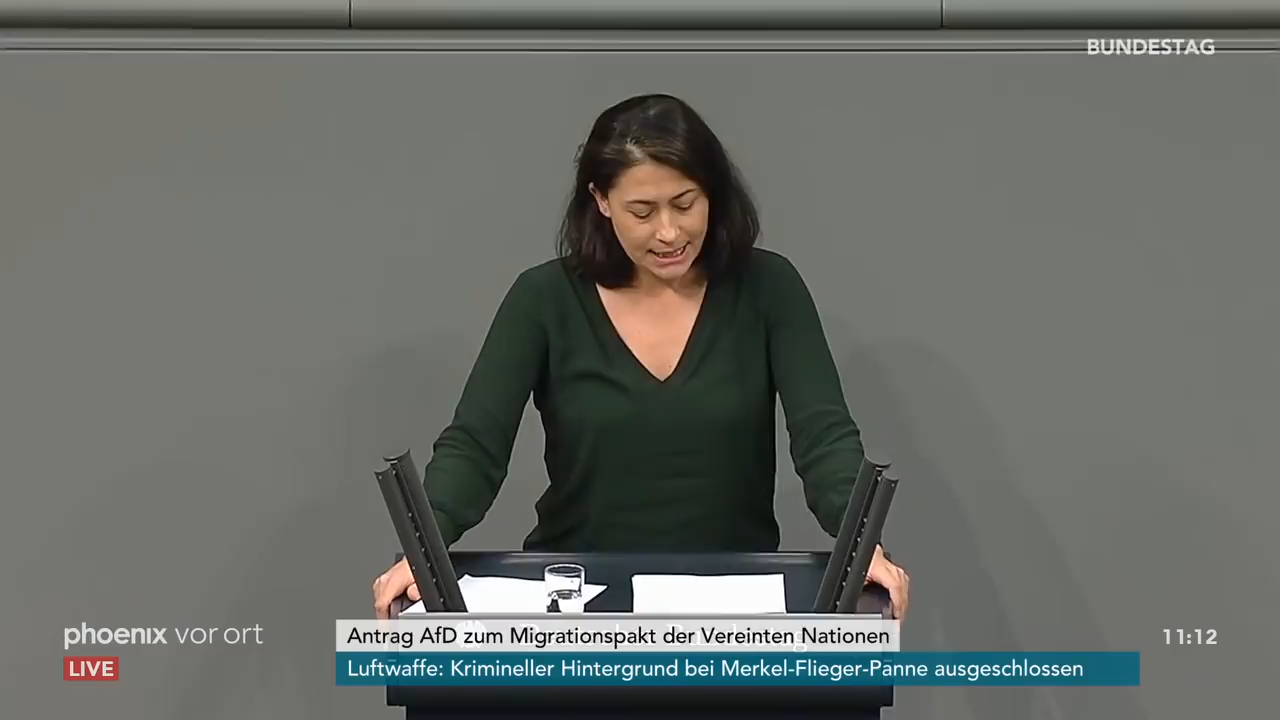 BUNDESTAG
phoenix vor ort
LIVE
Antrag AfD zum Migrationspakt der Vereinten Nationen
Luftwaffe: Krimineller Hintergrund bei Merkel-Flieger-Panne ausgeschlossen
11:12